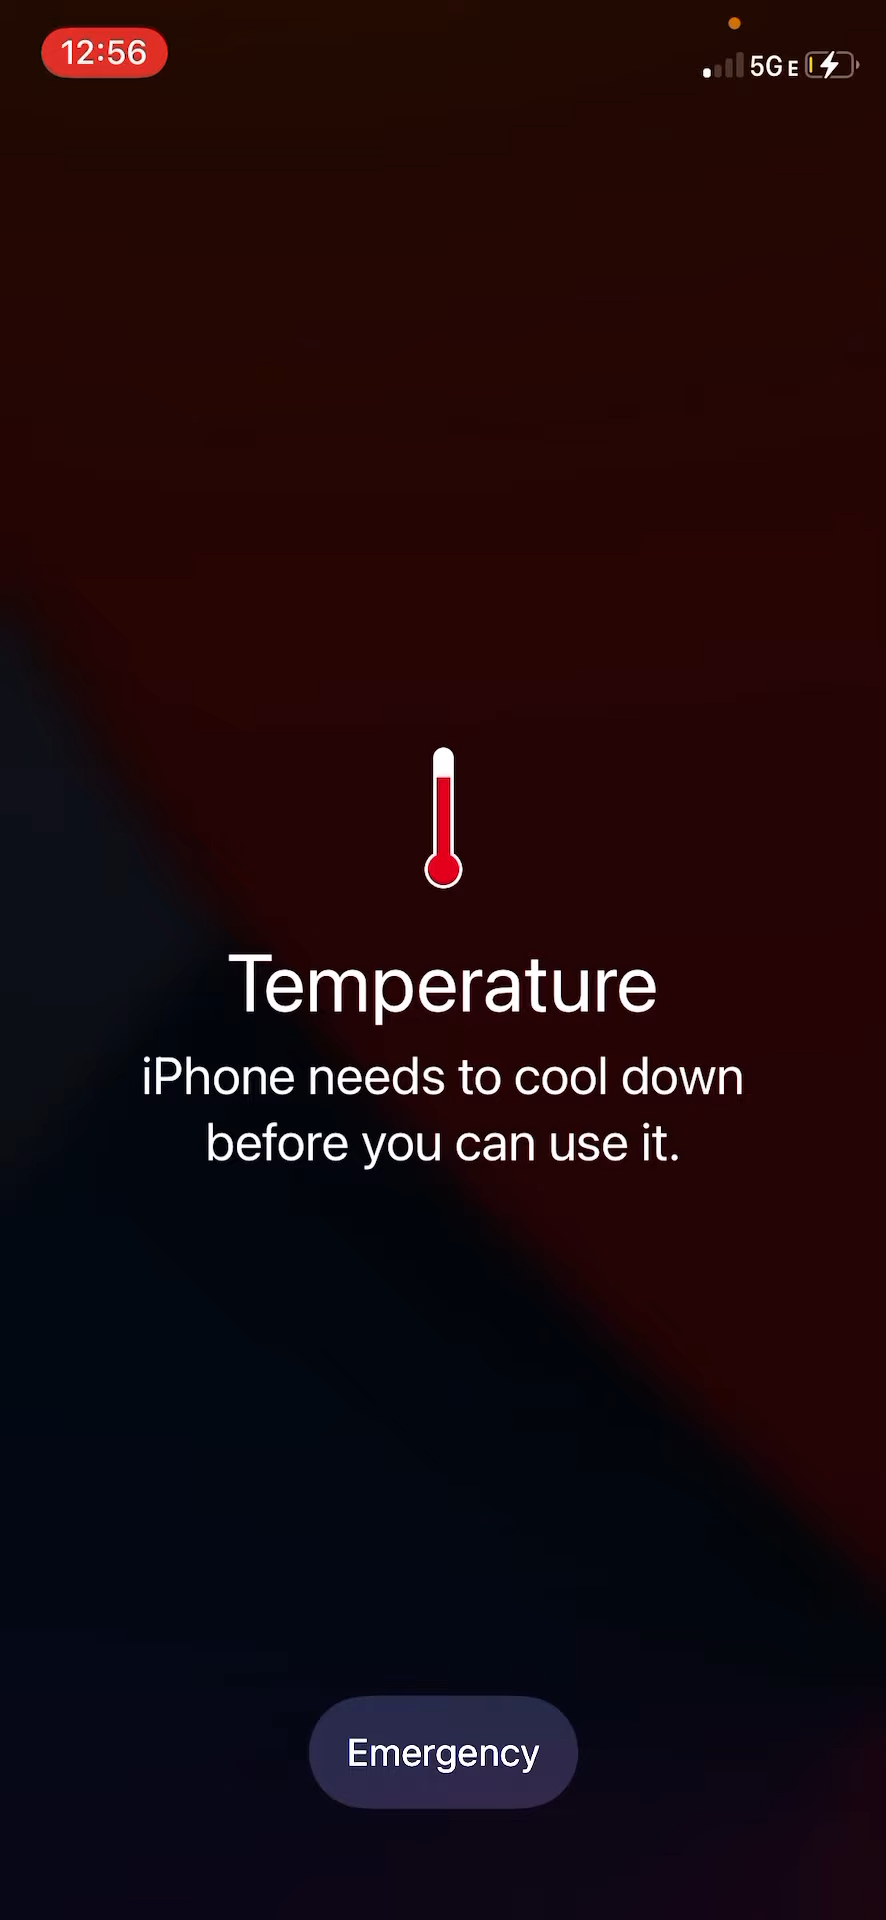 12:56
5G E
Temperature
iPhone needs to cool down
before you can use it.
Emergency